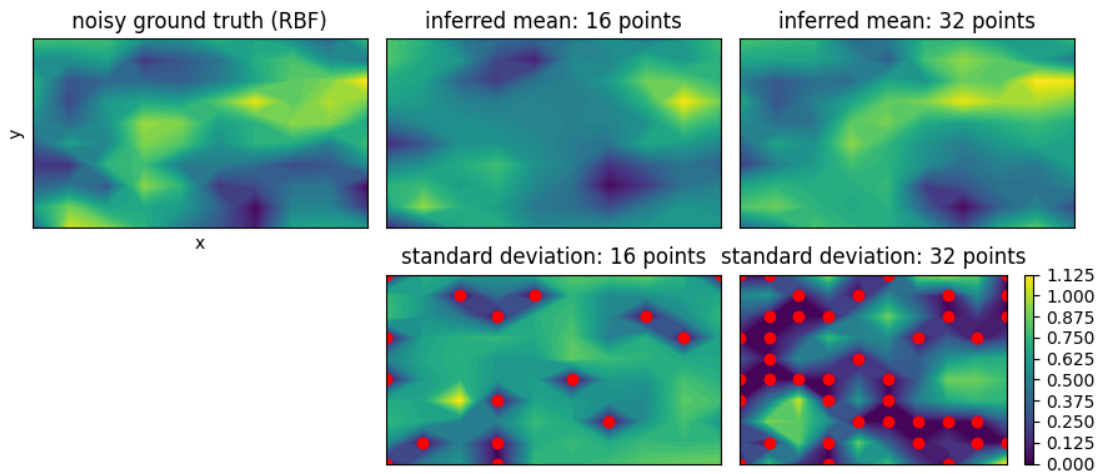 noisy ground truth (RBF)
inferred mean: 16 points
inferred mean: 32 points
y
x
standard deviation: 16 points
standard deviation: 32 points
1.125
1.000
0.875
0.750
0.625
0.500
0.375
0.250
0.125
0.000